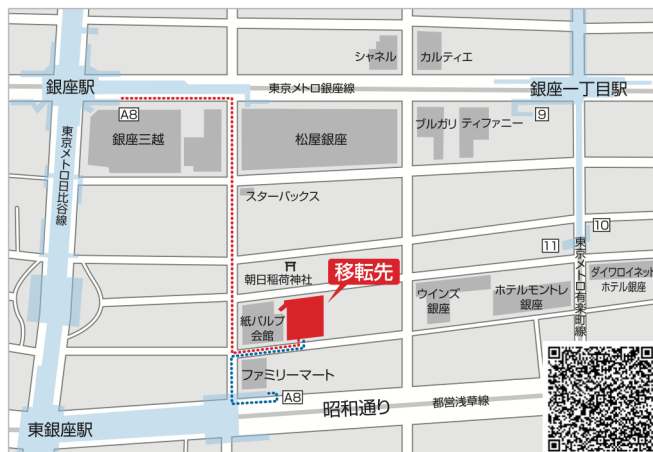 シャネル
カルティエ
銀座駅
東京メトロ銀座線
銀座一丁目駅
A8
銀座三越
松屋銀座
ブルガリ
ティファニー
9
東京メトロ日比谷線
スターバックス
10
11
朝日稲荷神社
移転先
東京メトロ有楽町線
ダイワロイネット
ホテル銀座
ウインズ
銀座
ホテルモントレ
銀座
紙パルプ
会館
ファミリーマート
A8
昭和通り
都営浅草線
東銀座駅